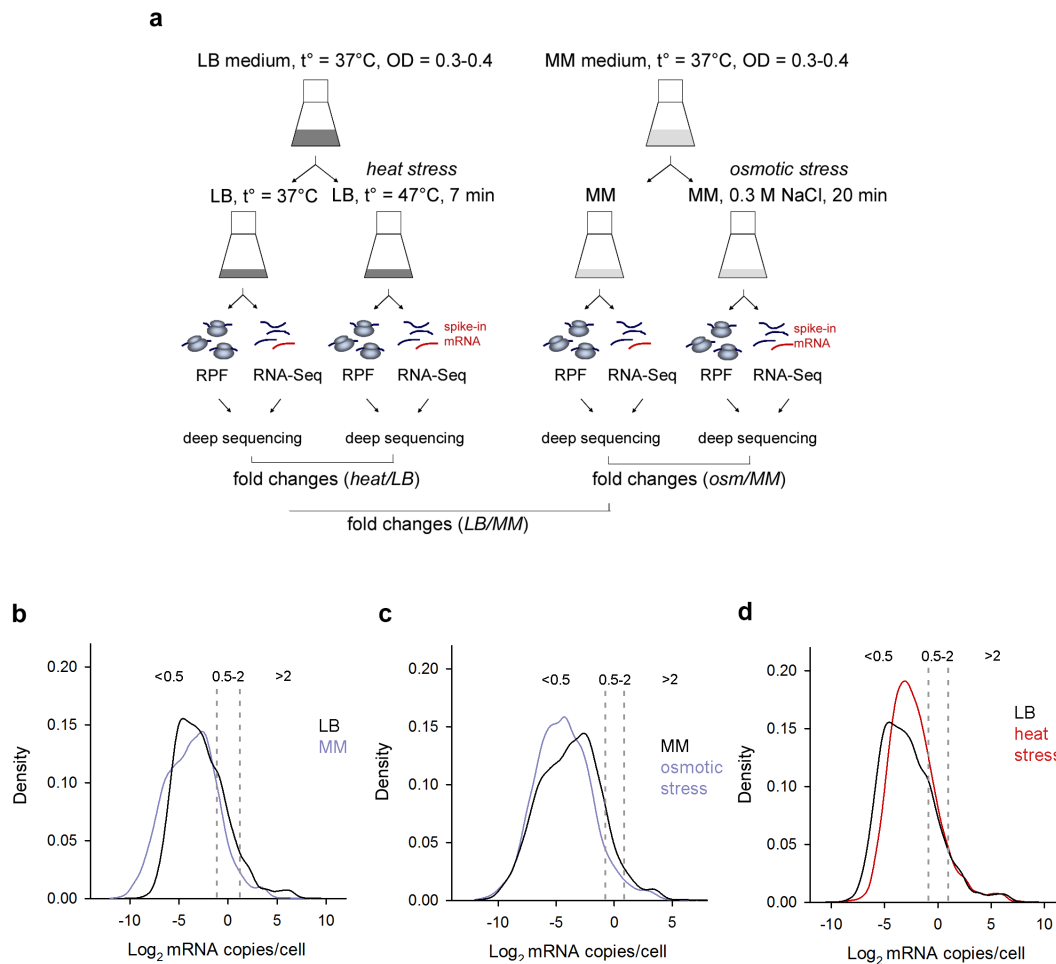 a
LB medium, t° = 37°C, OD = 0.3-0.4
MM medium, t° = 37°C, OD = 0.3-0.4
heat stress
osmotic stress
LB, t° = 37°C
LB, t° = 47°C, 7 min
MM
MM, 0.3 M NaCl, 20 min
spike-in
mRNA
spike-in
mRNA
RPF
RNA-Seq
RPF
RNA-Seq
RPF
RNA-Seq
RPF
RNA-Seq
deep sequencing
deep sequencing
deep sequencing
deep sequencing
fold changes (heat/LB)
fold changes (osm/MM)
fold changes (LB/MM)
b
<0.5
0.5-2
>2
LB
MM
Density
0.20
0.15
0.10
0.05
0.00
-10
-5
0
5
10
Log2 mRNA copies/cell
c
<0.5
0.5-2
>2
MM
osmotic
stress
Density
0.20
0.15
0.10
0.05
0.00
-10
-5
0
5
Log2 mRNA copies/cell
d
<0.5
0.5-2
>2
LB
heat
stress
Density
0.20
0.15
0.10
0.05
0.00
-10
-5
0
5
10
Log2 mRNA copies/cell